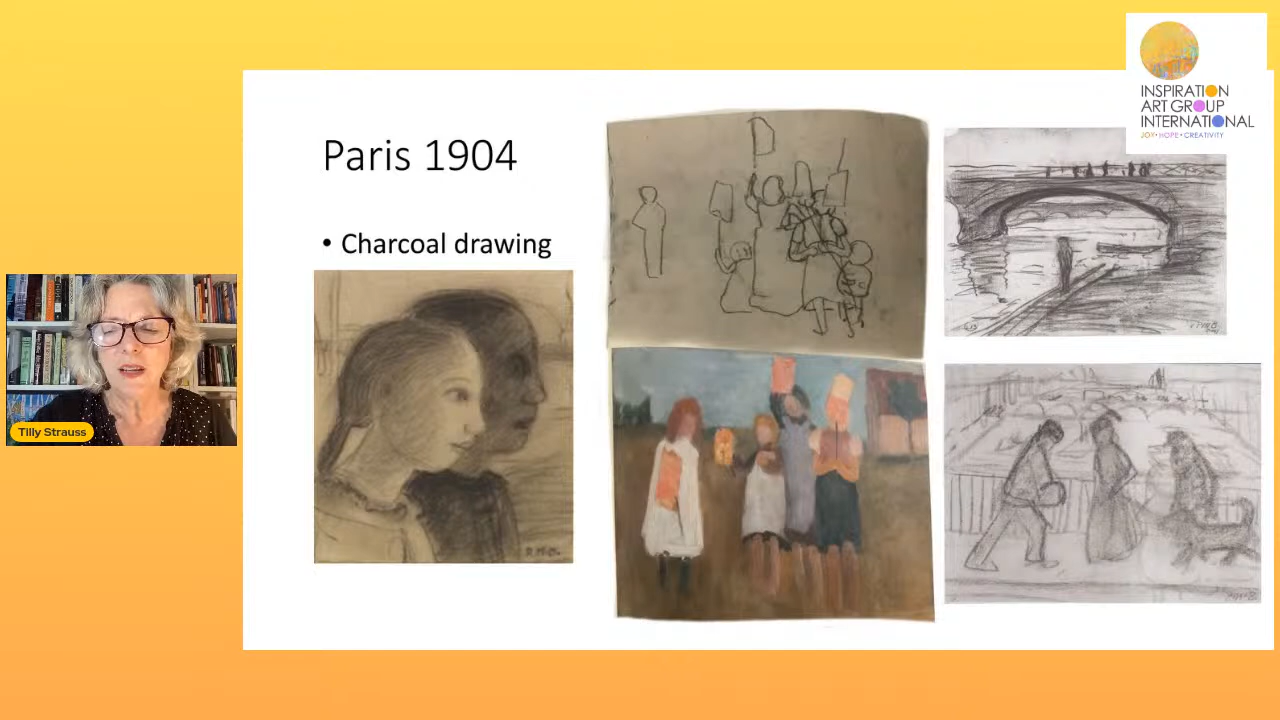 Paris 1904
• Charcoal drawing
INSPIRATION
ART GROUP
INTERNATIONAL
JOY • HOPE • CREATIVITY
Tilly Strauss